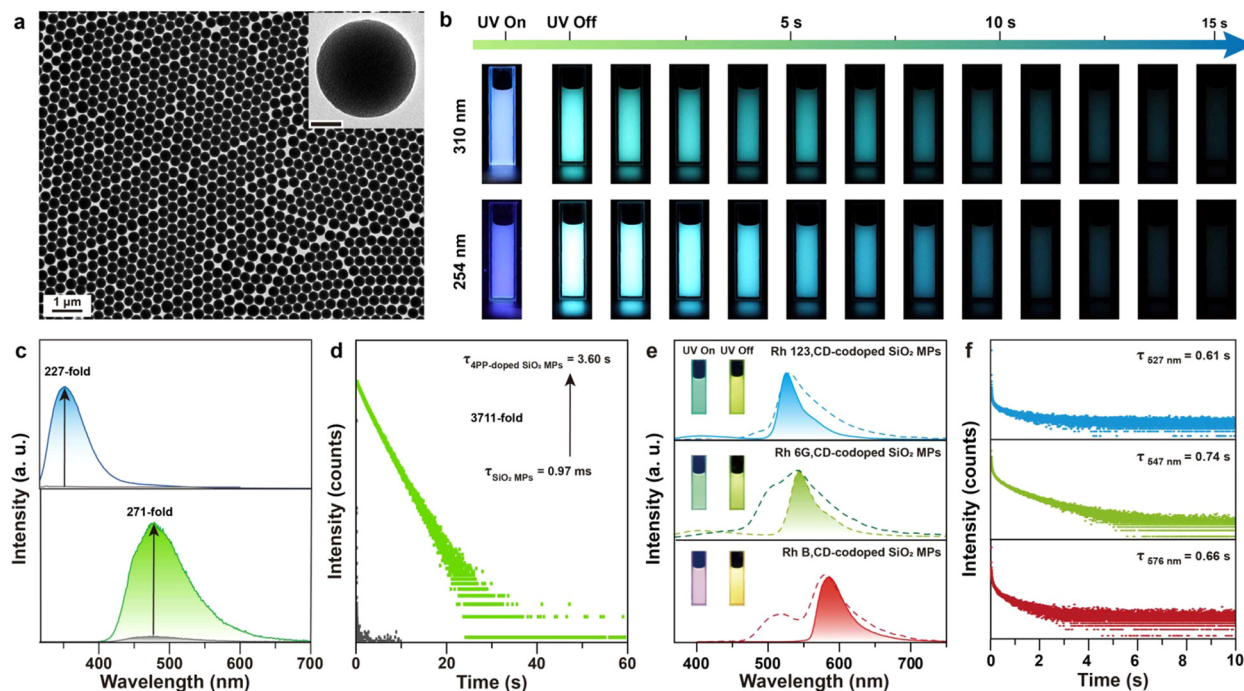 a
1 μm
b
UV On
UV Off
5 s
10 s
15 s
310 nm
254 nm
c
227-fold
271-fold
Intensity (a. u.)
400
500
600
700
Wavelength (nm)
d
τ4PP-doped SiO₂ MPs = 3.60 s
3711-fold
τSiO₂ MPs = 0.97 ms
Intensity (counts)
0
20
40
60
Time (s)
e
UV On
UV Off
Rh 123,CD-codoped SiO₂ MPs
Rh 6G,CD-codoped SiO₂ MPs
Rh B,CD-codoped SiO₂ MPs
Intensity (a. u.)
400
500
600
700
Wavelength (nm)
f
τ527 nm = 0.61 s
τ547 nm = 0.74 s
τ576 nm = 0.66 s
Intensity (counts)
0
2
4
6
8
10
Time (s)